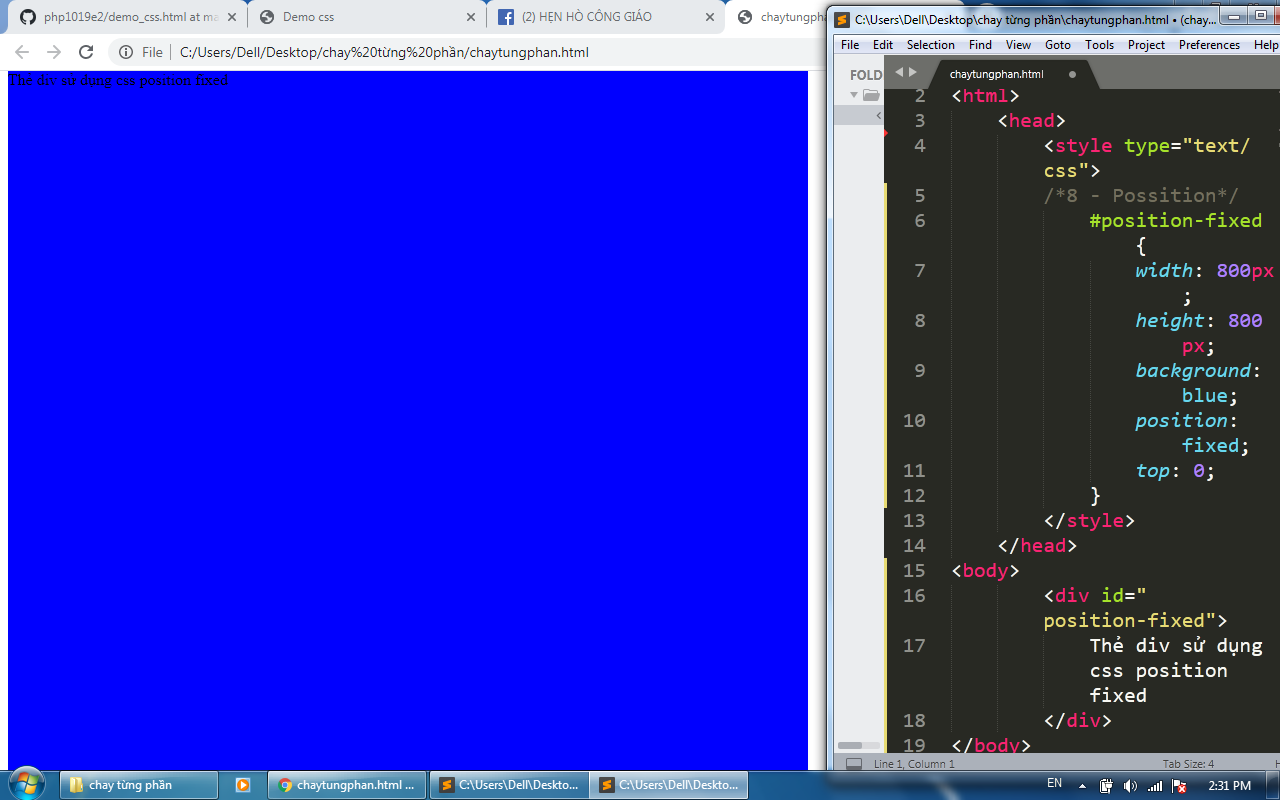 php1019e2/demo_css.html at ma
Demo css
(2) HẸN HÒ CÔNG GIÁO
chaytungph
File
C:/Users/Dell/Desktop/chay%20từng%20phần/chaytungphan.html
Thẻ div sử dụng css position fixed
C:\Users\Dell\Desktop\chay từng phần\chaytungphan.html • (chay...
File Edit Selection Find View Goto Tools Project Preferences Help
FOLD
chaytungphan.html
2 <html>
3 <head>
4 <style type="text/
css">
5 /*8 - Possition*/
6 #position-fixed
{
7 width: 800px
;
8 height: 800
px;
9 background:
blue;
10 position:
fixed;
11 top: 0;
12 }
13 </style>
14 </head>
15 <body>
16 <div id="
position-fixed">
17 Thẻ div sử dụng
css position
fixed
18 </div>
19 </body>
Line 1, Column 1
Tab Size: 4
chay từng phần
chaytungphan.html ...
C:\Users\Dell\Deskto...
C:\Users\Dell\Deskto...
EN
2:31 PM